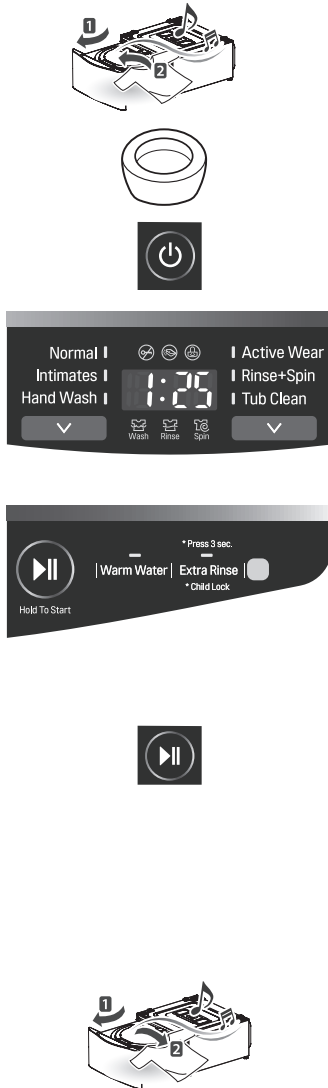 1
2
Normal
Intimates
Hand Wash
1:25
Active Wear
Rinse+Spin
Tub Clean
Wash Rinse Spin
* Press 3 sec.
Warm Water Extra Rinse
* Child Lock
Hold To Start
1
2